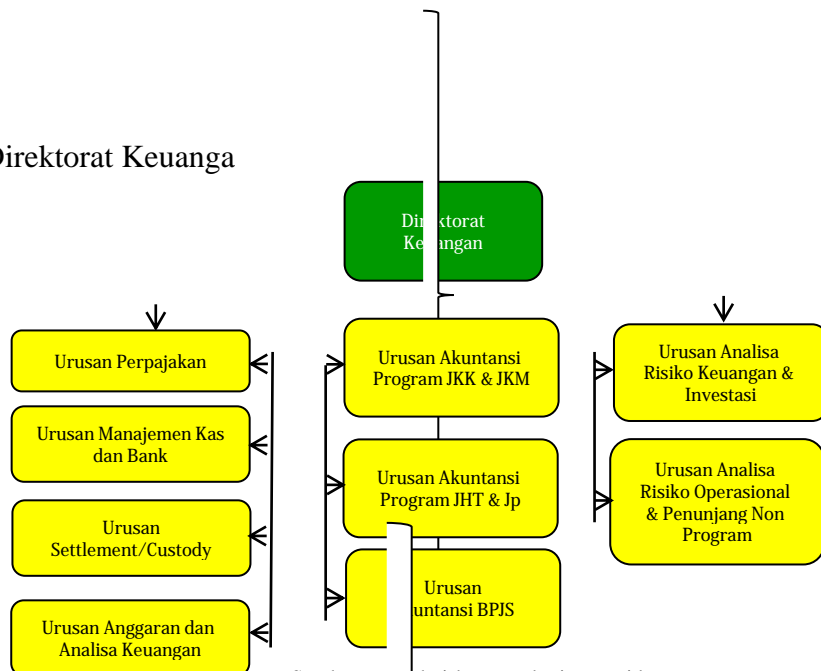 Direktorat Keuanga
Direktorat
Keuangan
Urusan Perpajakan
Urusan Manajemen Kas
dan Bank
Urusan
Settlement/Custody
Urusan Anggaran dan
Analisa Keuangan
Urusan Akuntansi
Program JKK & JKM
Urusan Akuntansi
Program JHT & Jp
Urusan
untansi BPJS
Urusan Analisa
Risiko Keuangan &
Investasi
Urusan Analisa
Risiko Operasional
& Penunjang Non
Program